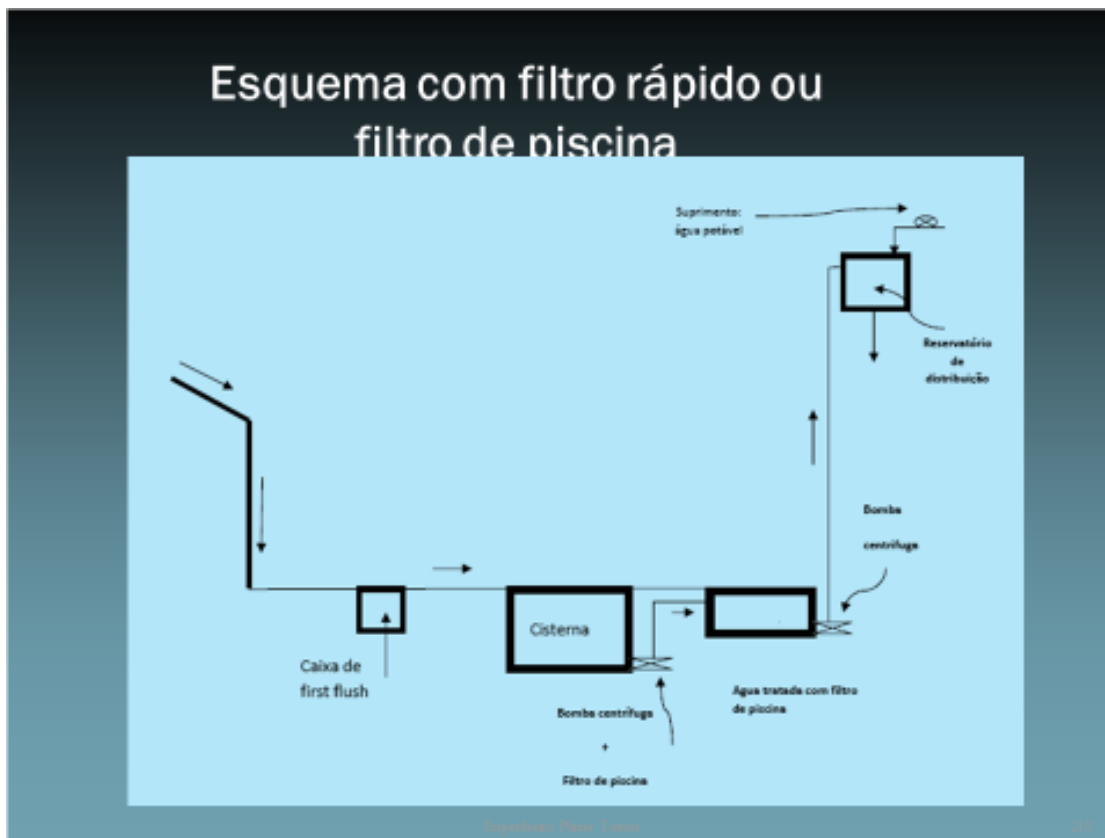 Esquema com filtro rápido ou
filtro de piscina
Suprimento:
água potável
Reservatório
de
distribuição
Bomba
centrífuga
Cisterna
Caixa de
first flush
Bomba centrífuga
+
Filtro de piscina
Agua tratada com filtro
de piscina